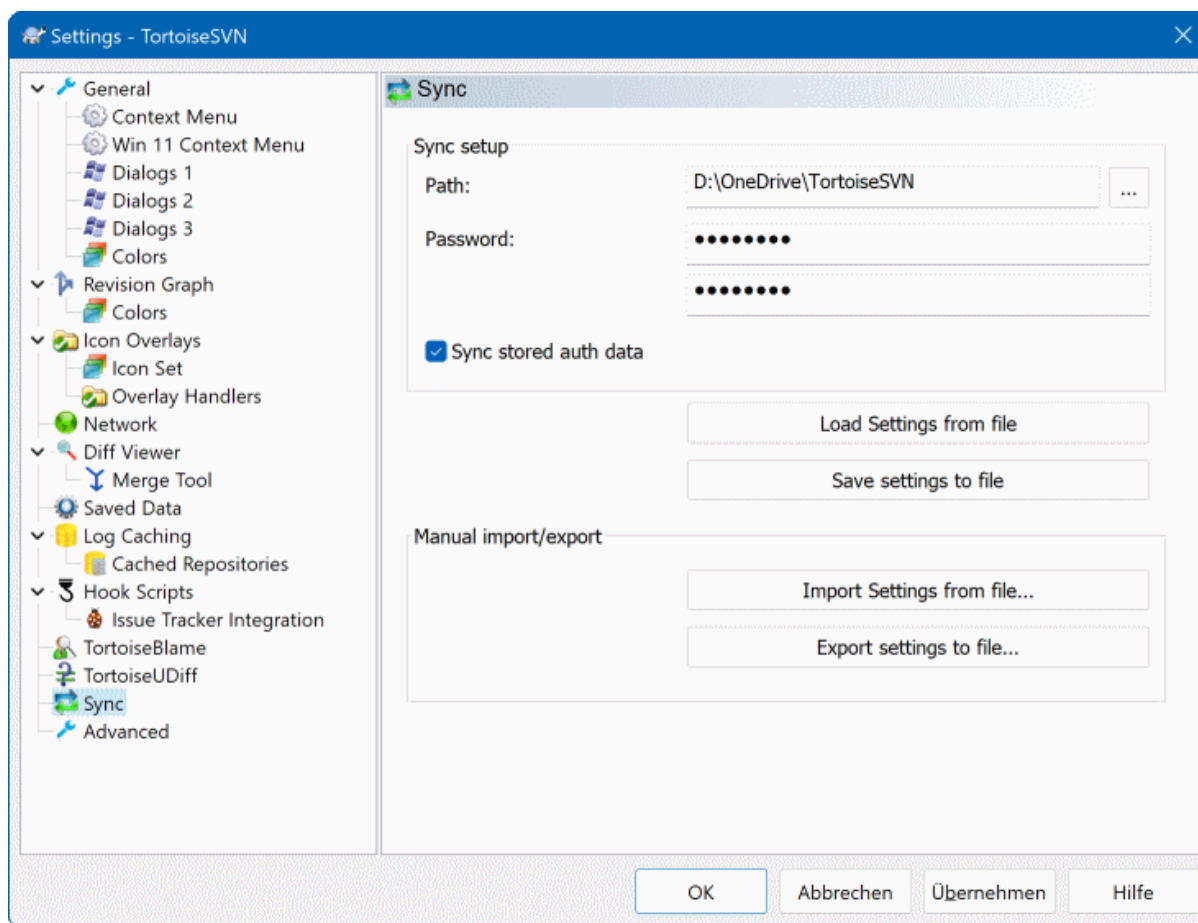 Settings - TortoiseSVN
General
Context Menu
Win 11 Context Menu
Dialogs 1
Dialogs 2
Dialogs 3
Colors
Revision Graph
Colors
Icon Overlays
Icon Set
Overlay Handlers
Network
Diff Viewer
Merge Tool
Saved Data
Log Caching
Cached Repositories
Hook Scripts
Issue Tracker Integration
TortoiseBlame
TortoiseUDiff
Sync
Advanced
Sync
Sync setup
Path: D:\OneDrive\TortoiseSVN ...
Password: ●●●●●●●●
●●●●●●●●
Sync stored auth data
Load Settings from file
Save settings to file
Manual import/export
Import Settings from file...
Export settings to file...
OK Abbrechen Übernehmen Hilfe